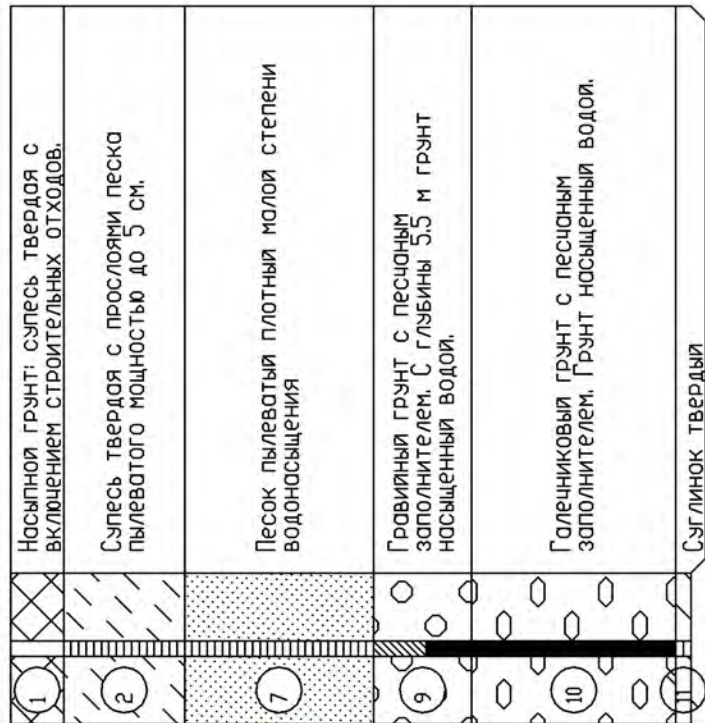 1
Насыпной грунт: супесь твердая с
включением строительных отходов.
2
Супесь твердая с прослоями песка
пылеватого мощностью до 5 см.
7
Песок пылеватый плотный малой степени
водонасыщения
9
Гравийный грунт с песчаным
заполнителем. С глубины 5.5 м грунт
насыщенный водой.
10
Галечниковый грунт с песчаным
заполнителем. Грунт насыщенный водой.
11
Суглинок твердый